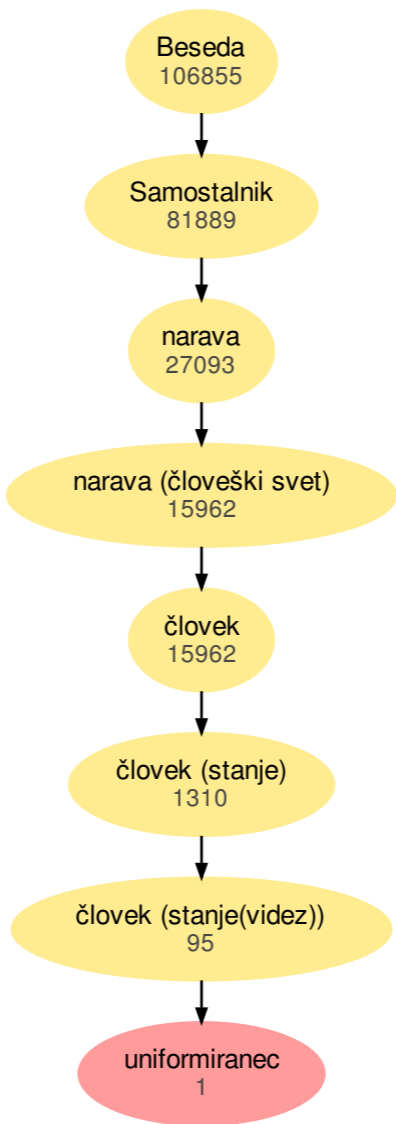 Beseda
106855
Samostalnik
81889
narava
27093
narava (človeški svet)
15962
človek
15962
človek (stanje)
1310
človek (stanje(videz))
95
uniformiranec
1